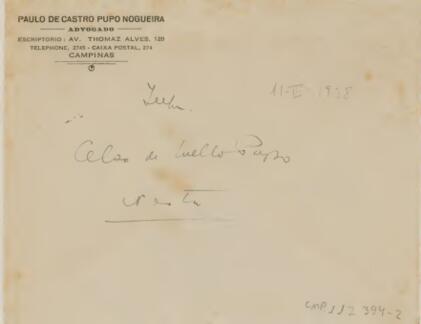 PAULO DE CASTRO PUPO NOGUEIRA
ADVOGADO
ESCRIPTORIO: AV. THOMAZ ALVES, 129
TELEPHONE, 2745 - CAIXA POSTAL, 274
CAMPINAS
11-II-1938
Celso de Mello Pupo
Nesta
CMP.1.1.2 394-2